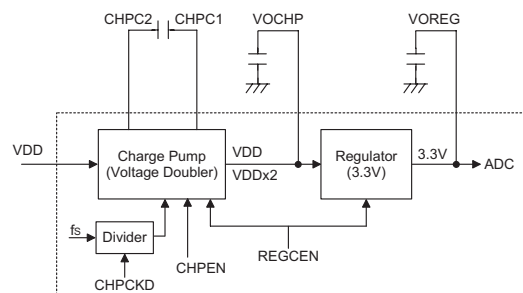 CHPC2 CHPC1
VOCHP
VOREG
VDD
Charge Pump
(Voltage Doubler)
VDD
VDDx2
Regulator
(3.3V)
3.3V
ADC
fS
Divider
CHPCKD
CHPEN
REGCEN